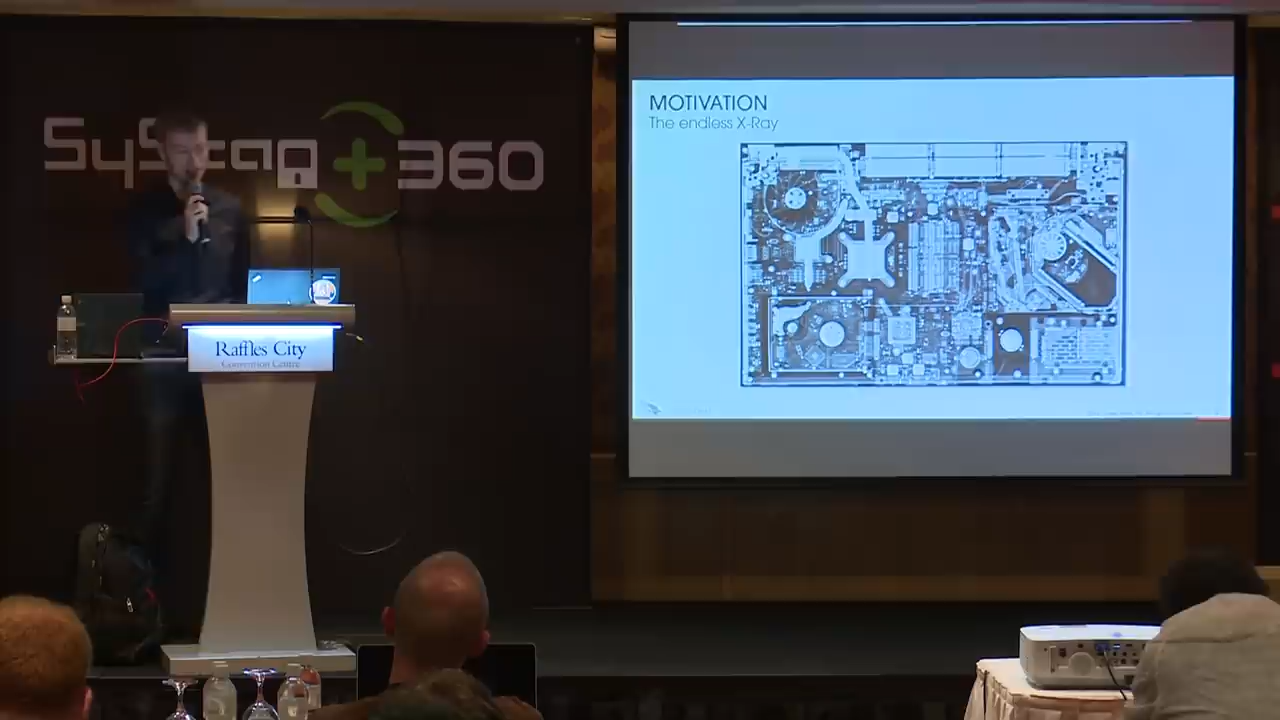 SyScan+360
MOTIVATION
The endless X-Ray
Raffles City
Convention Centre